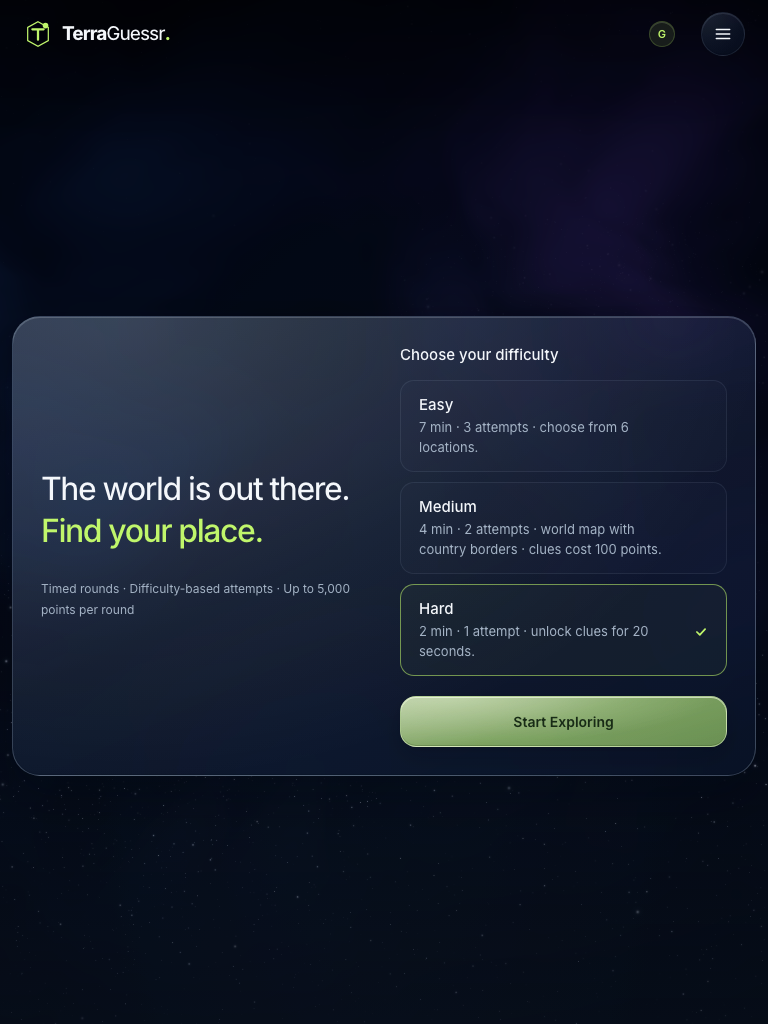 TerraGuessr.
G
The world is out there.
Find your place.
Timed rounds · Difficulty-based attempts · Up to 5,000
points per round
Choose your difficulty
Easy
7 min · 3 attempts · choose from 6
locations.
Medium
4 min · 2 attempts · world map with
country borders · clues cost 100 points.
Hard
2 min · 1 attempt · unlock clues for 20
seconds.
Start Exploring